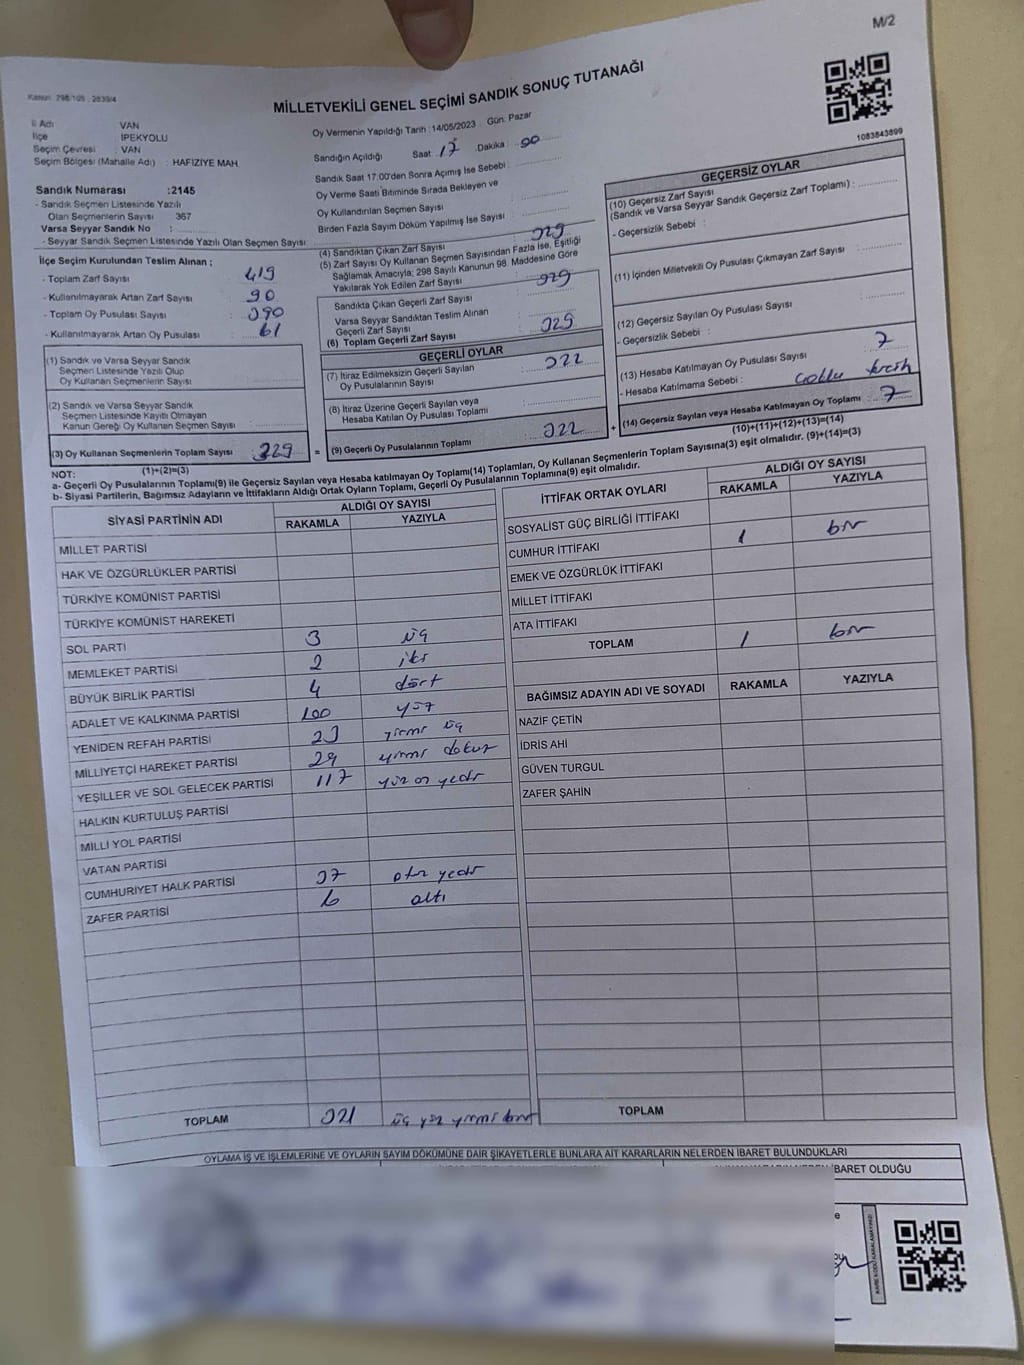 M/2
Kanun: 298/105 : 2839/4
MİLLETVEKİLİ GENEL SEÇİMİ SANDIK SONUÇ TUTANAĞI
1083843899
İl Adı : VAN
İlçe : IPEKYOLU
Seçim Çevresi : VAN
Seçim Bölgesi (Mahalle Adı) : HAFIZIYE MAH.
Sandık Numarası :2145
- Sandık Seçmen Listesinde Yazılı
Olan Seçmenlerin Sayısı 367
Varsa Seyyar Sandık No :
- Seyyar Sandık Seçmen Listesinde Yazılı Olan Seçmen Sayısı
Oy Vermenin Yapıldığı Tarih : 14/05/2023 Gün. Pazar
Sandığın Açıldığı Saat : 17 Dakika : 90
Sandık Saat 17:00'den Sonra Açımış İse Sebebi :
Oy Verme Saati Bitiminde Sırada Bekleyen ve
Oy Kullandırılan Seçmen Sayısı
Birden Fazla Sayım Döküm Yapılmış İse Sayısı
İlçe Seçim Kurulundan Teslim Alınan ;
- Toplam Zarf Sayısı : 419
- Kullanılmayarak Artan Zarf Sayısı : 90
- Toplam Oy Pusulası Sayısı : 390
- Kullanılmayarak Artan Oy Pusulası : 61
(1) Sandık ve Varsa Seyyar Sandık
Seçmen Listesinde Yazılı Olup
Oy Kullanan Seçmenlerin Sayısı
(2) Sandık ve Varsa Seyyar Sandık
Seçmen Listesinde Kayıtlı Olmayan
Kanun Gereği Oy Kullanan Seçmen Sayısı :
(3) Oy Kullanan Seçmenlerin Toplam Sayısı 329 =
(1)+(2)=(3)
(4) Sandıktan Çıkan Zarf Sayısı : 329
(5) Zarf Sayısı Oy Kullanan Seçmen Sayısından Fazla İse, Eşitliği
Sağlamak Amacıyla; 298 Sayılı Kanunun 98. Maddesine Göre
Yakılarak Yok Edilen Zarf Sayısı :
Sandıkta Çıkan Geçerli Zarf Sayısı : 329
Varsa Seyyar Sandıktan Teslim Alınan
Geçerli Zarf Sayısı :
(6) Toplam Geçerli Zarf Sayısı : 329
GEÇERLİ OYLAR
(7) İtiraz Edilmeksizin Geçerli Sayılan
Oy Pusulalarının Sayısı : 322
(8) İtiraz Üzerine Geçerli Sayılan veya
Hesaba Katılan Oy Pusulası Toplamı :
(9) Geçerli Oy Pusulalarının Toplamı : 322 +
GEÇERSİZ OYLAR
(10) Geçersiz Zarf Sayısı
(Sandık ve Varsa Seyyar Sandık Geçersiz Zarf Toplamı) :
- Geçersizlik Sebebi :
(11) İçinden Milletvekili Oy Pusulası Çıkmayan Zarf Sayısı :
(12) Geçersiz Sayılan Oy Pusulası Sayısı :
- Geçersizlik Sebebi :
(13) Hesaba Katılmayan Oy Pusulası Sayısı : 7
- Hesaba Katılmama Sebebi :
(14) Geçersiz Sayılan veya Hesaba Katılmayan Oy Toplamı : 7
(10)+(11)+(12)+(13)=(14)
NOT:
a- Geçerli Oy Pusulalarının Toplamı(9) ile Geçersiz Sayılan veya Hesaba katılmayan Oy Toplamı(14) Toplamları, Oy Kullanan Seçmenlerin Toplam Sayısına(3) eşit olmalıdır. (9)+(14)=(3)
b- Siyasi Partilerin, Bağımsız Adayların ve İttifakların Aldığı Ortak Oyların Toplamı, Geçerli Oy Pusulalarının Toplamına(9) eşit olmalıdır.
SİYASİ PARTİNİN ADI ALDIĞI OY SAYISI
RAKAMLA YAZIYLA
MİLLET PARTİSİ
HAK VE ÖZGÜRLÜKLER PARTİSİ
TÜRKİYE KOMÜNİST PARTİSİ
TÜRKİYE KOMÜNİST HAREKETİ
SOL PARTİ 3 üç
MEMLEKET PARTİSİ 2 iki
BÜYÜK BİRLİK PARTİSİ 4 dört
ADALET VE KALKINMA PARTİSİ 100 yüz
YENİDEN REFAH PARTİSİ 23 yirmi üç
MİLLİYETÇİ HAREKET PARTİSİ 29 yirmi dokuz
YEŞİLLER VE SOL GELECEK PARTİSİ 117 yüz on yedi
HALKIN KURTULUŞ PARTİSİ
MİLLİ YOL PARTİSİ
VATAN PARTİSİ
CUMHURİYET HALK PARTİSİ 37 otuz yedi
ZAFER PARTİSİ 6 altı
TOPLAM 321 üç yüz yirmi bir
İTTİFAK ORTAK OYLARI ALDIĞI OY SAYISI
RAKAMLA YAZIYLA
SOSYALİST GÜÇ BİRLİĞİ İTTİFAKI
CUMHUR İTTİFAKI 1 bir
EMEK VE ÖZGÜRLÜK İTTİFAKI
MİLLET İTTİFAKI
ATA İTTİFAKI
TOPLAM 1 bir
BAĞIMSIZ ADAYIN ADI VE SOYADI RAKAMLA YAZIYLA
NAZİF ÇETİN
İDRİS AHİ
GÜVEN TURGUL
ZAFER ŞAHİN
TOPLAM
OYLAMA İŞ VE İŞLEMLERİNE VE OYLARIN SAYIM DÖKÜMÜNE DAİR ŞİKAYETLERLE BUNLARA AİT KARARLARIN NELERDEN İBARET BULUNDUKLARI
İBARET OLDUĞU